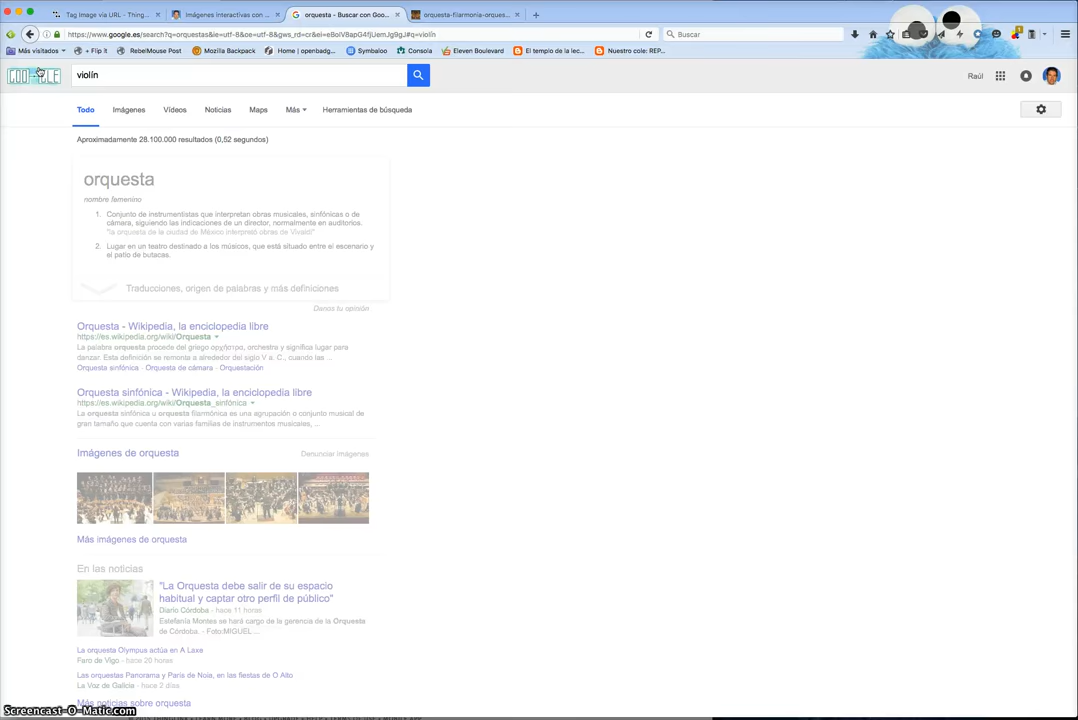 Tag Image via URL - Thing...
Imágenes Interactivas con ...
orquesta - Buscar con Goo...
orquesta-filarmonia-orques...
https://www.google.es/search?q=orquestas&ie=utf-8&oe=utf-8&gws_rd=cr&ei=eBoIV8apG4fjUemJg9gJ#q=violín
Buscar
Más visitados
+ Flip it
RebelMouse Post
Mozilla Backpack
Home | openbadg...
Symbaloo
Consola
Eleven Boulevard
El templo de la lec...
Nuestro cole: REP...
violín
Raúl
Todo
Imágenes
Vídeos
Noticias
Maps
Más
Herramientas de búsqueda
Aproximadamente 28.100.000 resultados (0,52 segundos)
orquesta
nombre femenino
1. Conjunto de instrumentistas que interpretan obras musicales, sinfónicas o de
cámara, siguiendo las indicaciones de un director, normalmente en auditorios.
"la orquesta de la ciudad de México interpretó obras de Vivaldi"
2. Lugar en un teatro destinado a los músicos, que está situado entre el escenario y
el patio de butacas.
Traducciones, origen de palabras y más definiciones
Danos tu opinión
Orquesta - Wikipedia, la enciclopedia libre
https://es.wikipedia.org/wiki/Orquesta
La palabra orquesta procede del griego ορχήστρα, orchestre y significa lugar para
danzar. Esta definición se remonta a alrededor del siglo V a. C., cuando las ...
Orquesta sinfónica - Orquesta de cámara - Orquestación
Orquesta sinfónica - Wikipedia, la enciclopedia libre
https://es.wikipedia.org/wiki/Orquesta_sinfónica
La orquesta sinfónica u orquesta filarmónica es una agrupación o conjunto musical de
gran tamaño que cuenta con varias familias de instrumentos musicales, ...
Imágenes de orquesta
Denunciar imágenes
Más imágenes de orquesta
En las noticias
"La Orquesta debe salir de su espacio
habitual y captar otro perfil de público"
Diario Córdoba - hace 11 horas
Estefanía Montes se hará cargo de la gerencia de la Orquesta
de Córdoba. - Foto:MIGUEL ...
La orquesta Olympus actúa en A Laxe
Faro de Vigo - hace 20 horas
Las orquestas Panorama y París de Noia, en las fiestas de O Alto
La Voz de Galicia - hace 2 días
Más noticias sobre orquesta
Screencast-O-Matic.com